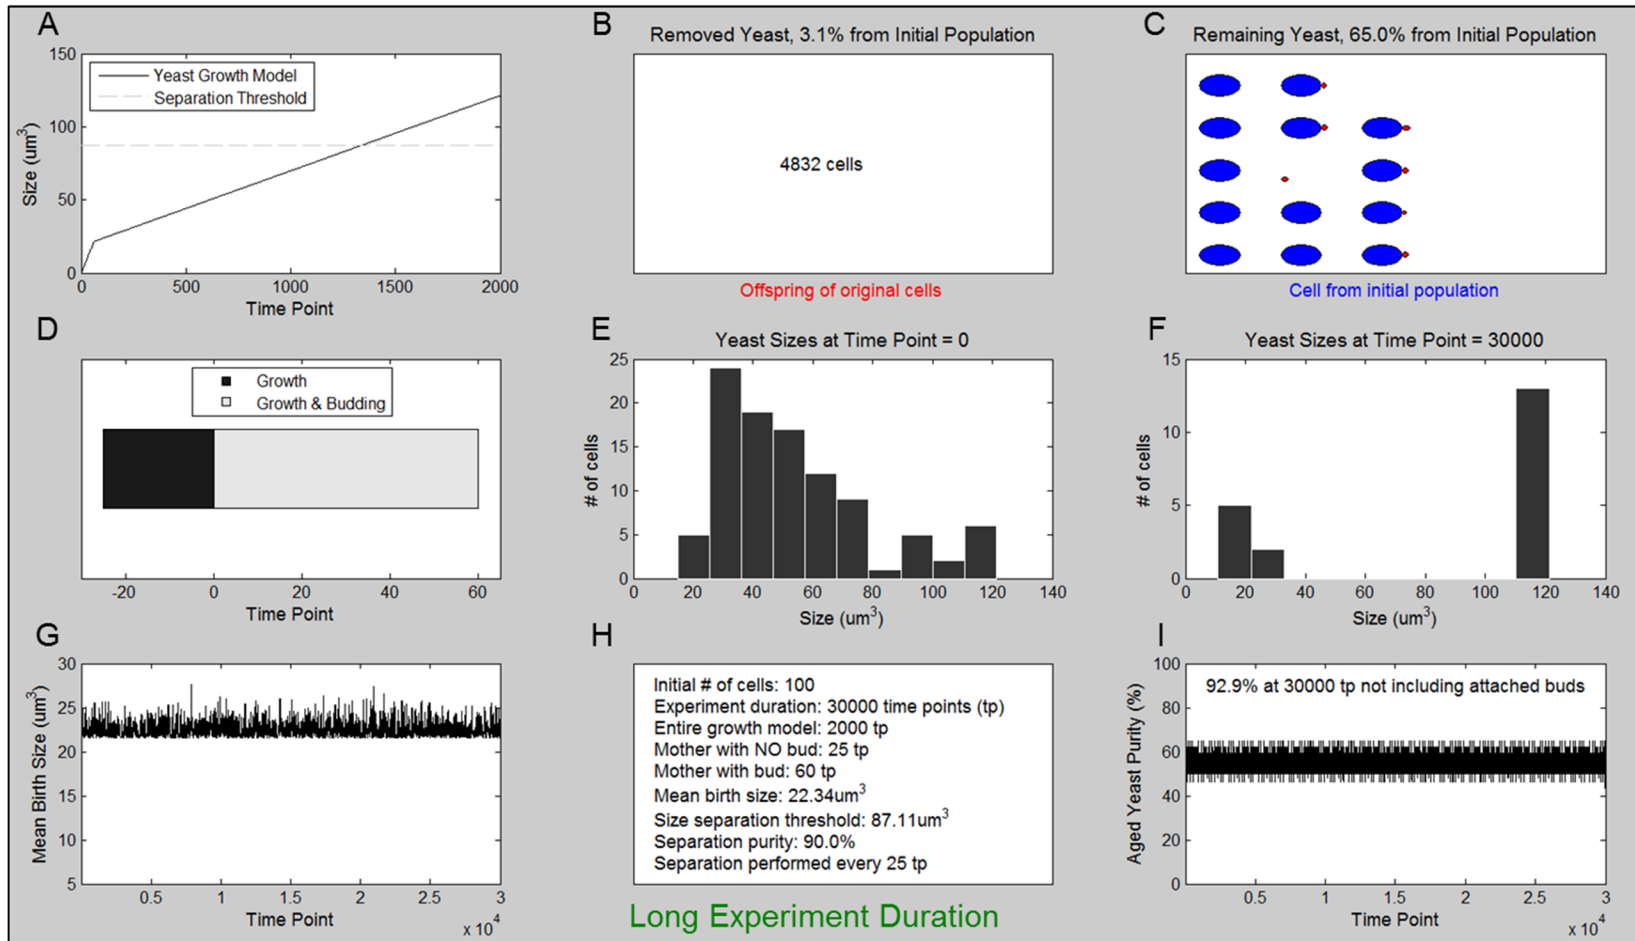 A
Yeast Growth Model
Separation Threshold
150
100
50
0
Size (um³)
0 500 1000 1500 2000
Time Point
B
Removed Yeast, 3.1% from Initial Population
4832 cells
Offspring of original cells
C
Remaining Yeast, 65.0% from Initial Population
Cell from initial population
D
Growth
Growth & Budding
-20 0 20 40 60
Time Point
E
Yeast Sizes at Time Point = 0
25
20
15
10
5
0
# of cells
0 20 40 60 80 100 120 140
Size (um³)
F
Yeast Sizes at Time Point = 30000
15
10
5
0
# of cells
0 20 40 60 80 100 120 140
Size (um³)
G
30
25
20
15
10
5
Mean Birth Size (um³)
0.5 1 1.5 2 2.5 3
Time Point
x 10⁴
H
Initial # of cells: 100
Experiment duration: 30000 time points (tp)
Entire growth model: 2000 tp
Mother with NO bud: 25 tp
Mother with bud: 60 tp
Mean birth size: 22.34um³
Size separation threshold: 87.11um³
Separation purity: 90.0%
Separation performed every 25 tp
Long Experiment Duration
I
92.9% at 30000 tp not including attached buds
100
80
60
40
20
0
Aged Yeast Purity (%)
0.5 1 1.5 2 2.5 3
Time Point
x 10⁴